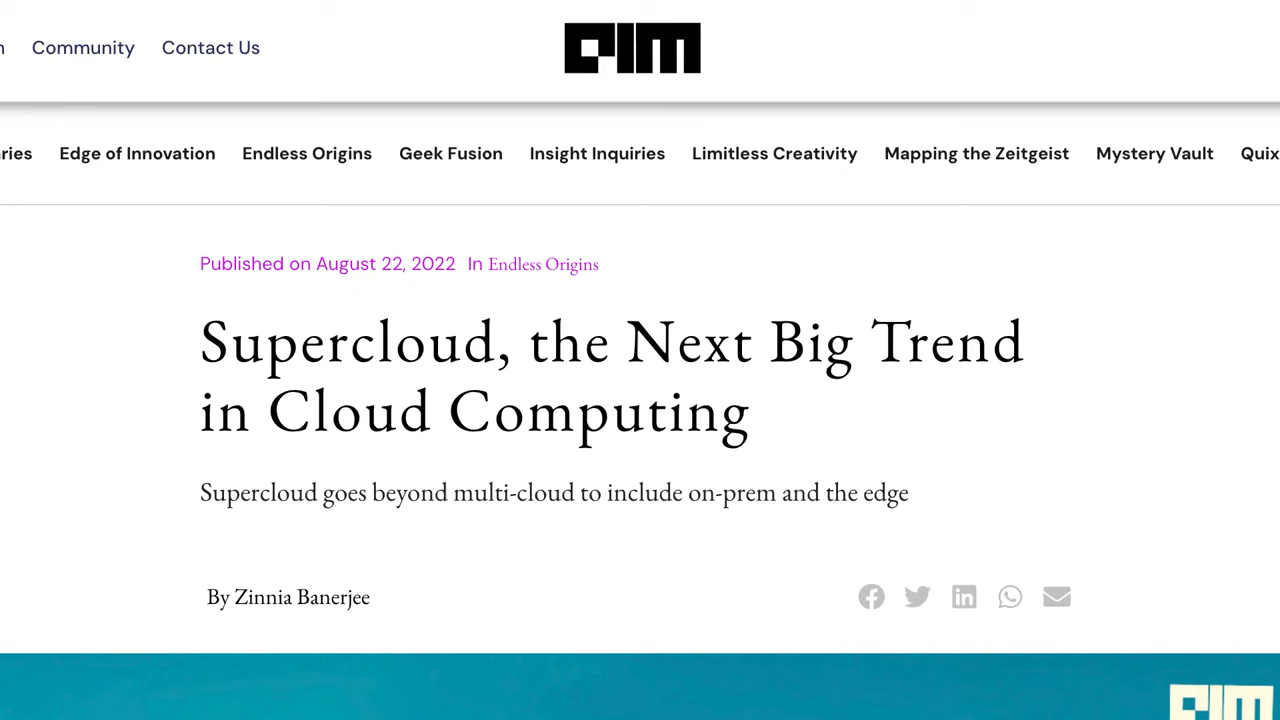 Community Contact Us
AIM
Edge of Innovation Endless Origins Geek Fusion Insight Inquiries Limitless Creativity Mapping the Zeitgeist Mystery Vault
Published on August 22, 2022 In Endless Origins
Supercloud, the Next Big Trend
in Cloud Computing
Supercloud goes beyond multi-cloud to include on-prem and the edge
By Zinnia Banerjee
AIM